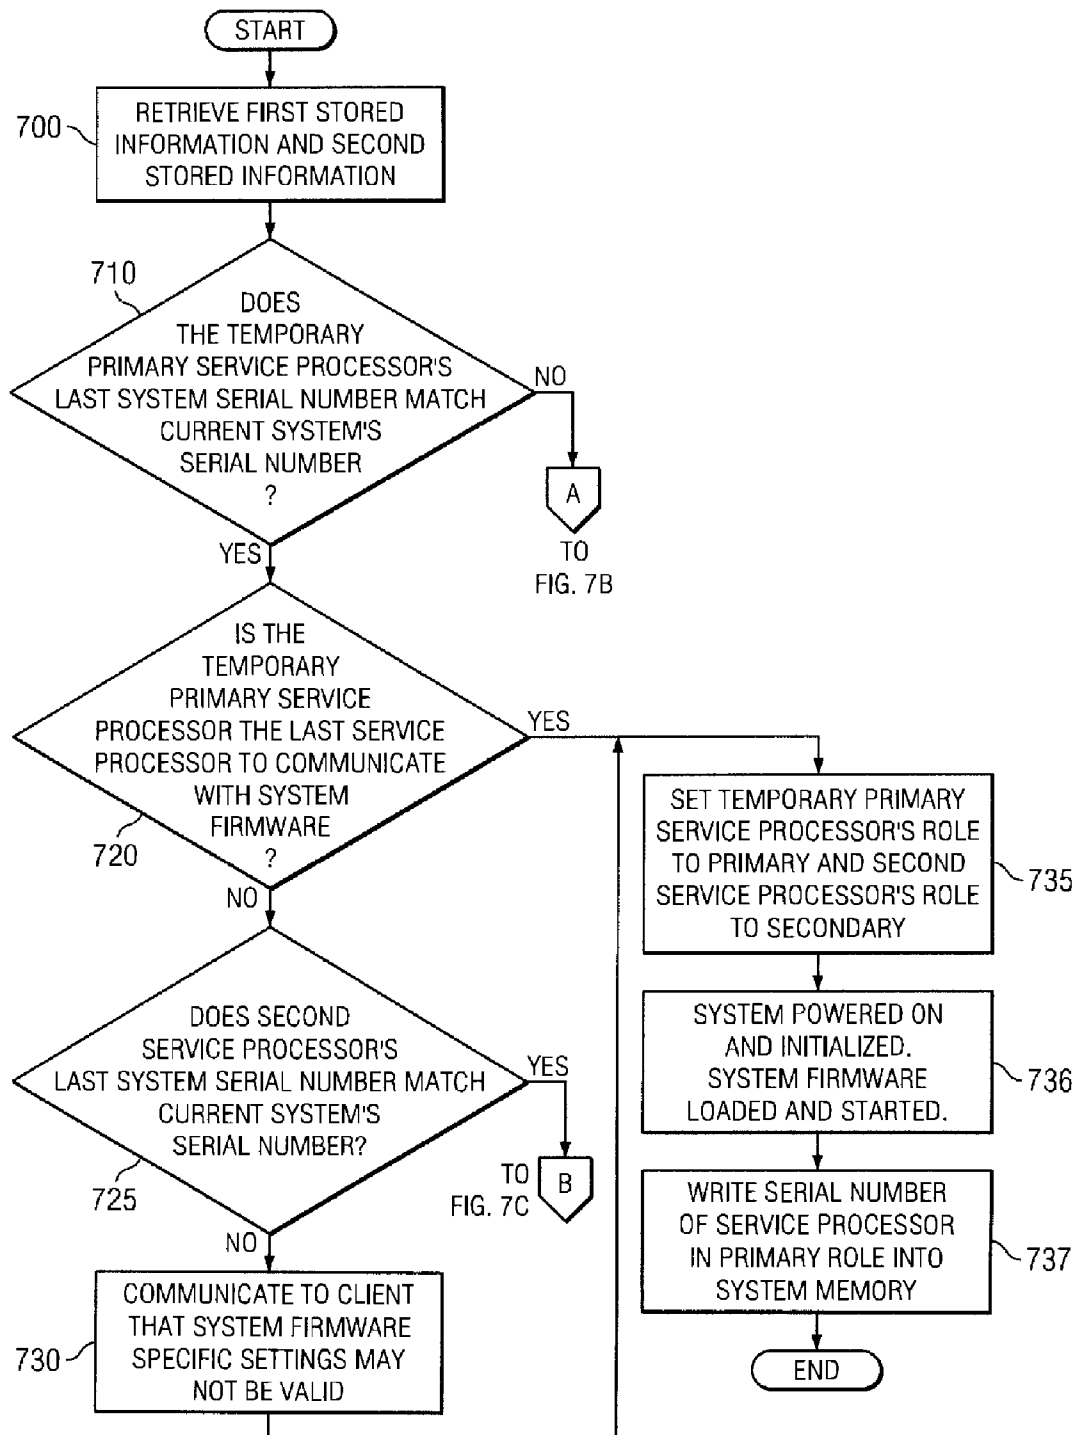 START
700
RETRIEVE FIRST STORED
INFORMATION AND SECOND
STORED INFORMATION
710
DOES
THE TEMPORARY
PRIMARY SERVICE PROCESSOR'S
LAST SYSTEM SERIAL NUMBER MATCH
CURRENT SYSTEM'S
SERIAL NUMBER
?
NO
A
TO
FIG. 7B
YES
IS THE
TEMPORARY
PRIMARY SERVICE
PROCESSOR THE LAST SERVICE
PROCESSOR TO COMMUNICATE
WITH SYSTEM
FIRMWARE
?
720
YES
NO
DOES SECOND
SERVICE PROCESSOR'S
LAST SYSTEM SERIAL NUMBER MATCH
CURRENT SYSTEM'S
SERIAL NUMBER?
725
YES
TO
FIG. 7C
B
NO
730
COMMUNICATE TO CLIENT
THAT SYSTEM FIRMWARE
SPECIFIC SETTINGS MAY
NOT BE VALID
SET TEMPORARY PRIMARY
SERVICE PROCESSOR'S ROLE
TO PRIMARY AND SECOND
SERVICE PROCESSOR'S ROLE
TO SECONDARY
735
SYSTEM POWERED ON
AND INITIALIZED.
SYSTEM FIRMWARE
LOADED AND STARTED.
736
WRITE SERIAL NUMBER
OF SERVICE PROCESSOR
IN PRIMARY ROLE INTO
SYSTEM MEMORY
737
END